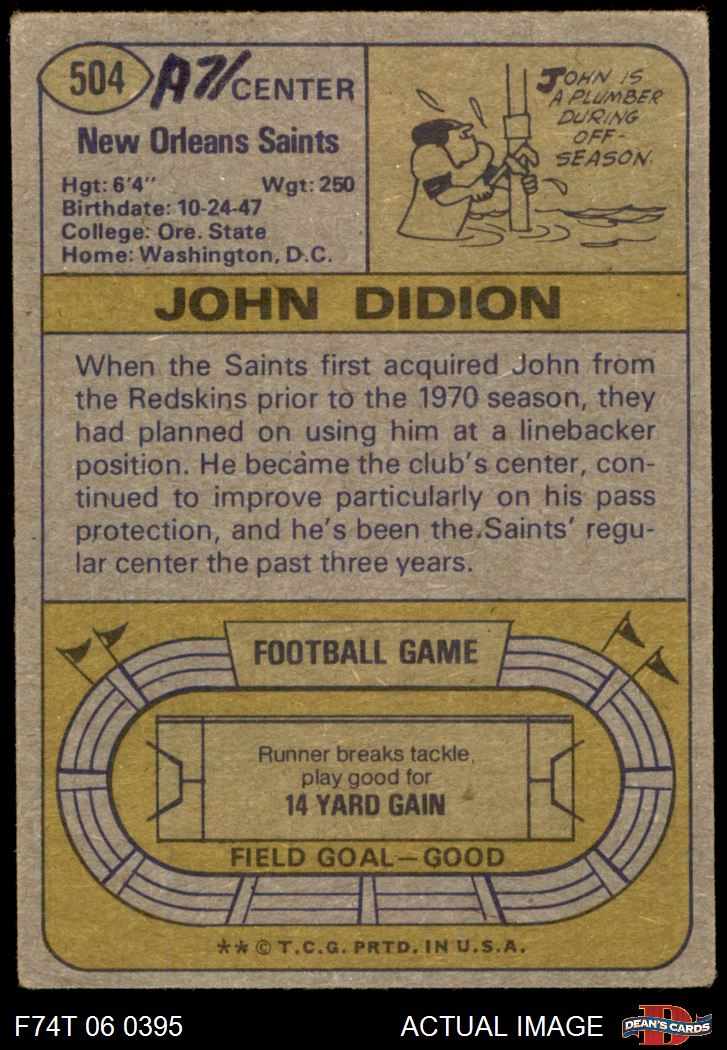 504 A71/CENTER
New Orleans Saints
Hgt: 6'4" Wgt: 250
Birthdate: 10-24-47
College: Ore. State
Home: Washington, D.C.
JOHN IS
A PLUMBER
DURING
OFF-
SEASON.
JOHN DIDION
When the Saints first acquired John from
the Redskins prior to the 1970 season, they
had planned on using him at a linebacker
position. He became the club's center, con-
tinued to improve particularly on his pass
protection, and he's been the Saints' regu-
lar center the past three years.
FOOTBALL GAME
Runner breaks tackle,
play good for
14 YARD GAIN
FIELD GOAL—GOOD
** © T.C.G. PRTD. IN U.S.A.
F74T 06 0395 ACTUAL IMAGE
D
DEAN'S CARDS